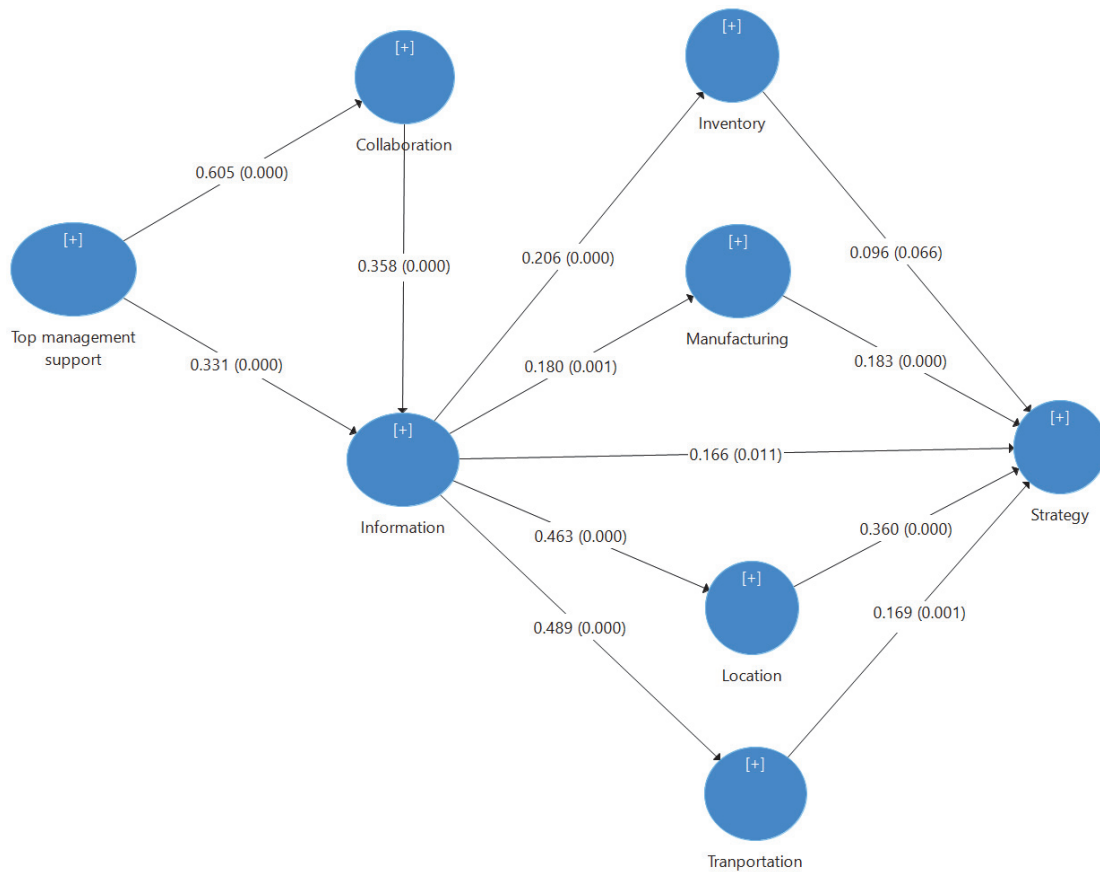 [+]
Inventory
[+]
Collaboration
0.605 (0.000)
[+]
Top management
support
0.358 (0.000)
0.206 (0.000)
0.096 (0.066)
[+]
Manufacturing
0.331 (0.000)
0.180 (0.001)
0.183 (0.000)
[+]
Information
0.166 (0.011)
[+]
Strategy
0.463 (0.000)
0.360 (0.000)
[+]
Location
0.489 (0.000)
0.169 (0.001)
[+]
Tranportation